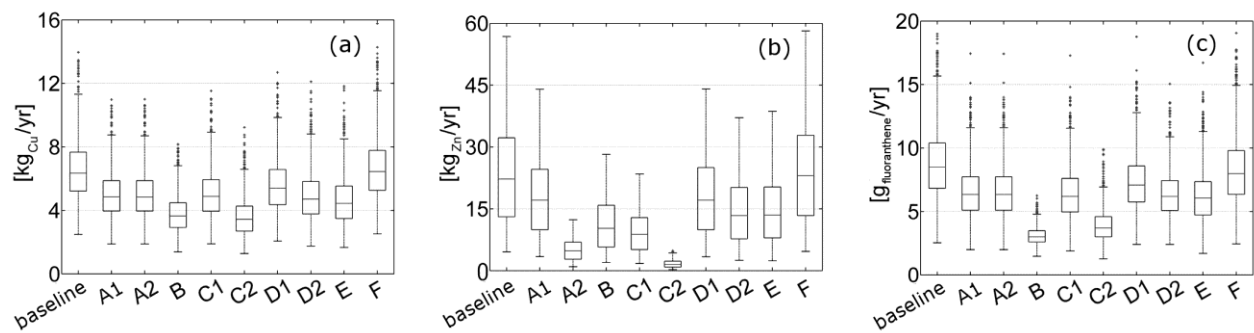 (a)
[kgCu/yr]
16
12
8
4
0
baseline A1 A2 B C1 C2 D1 D2 E F
(b)
[kgZn/yr]
60
45
30
15
0
baseline A1 A2 B C1 C2 D1 D2 E F
(c)
[gfluoranthene/yr]
20
15
10
5
0
baseline A1 A2 B C1 C2 D1 D2 E F